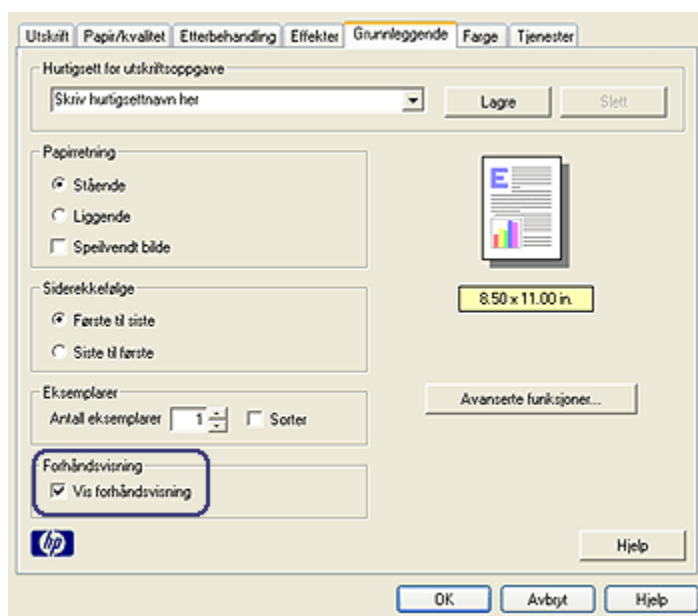 Utskrift Papir/kvalitet Etterbehandling Effekter Grunnleggende Farge Tjenester
Hurtigsett for utskriftsoppgave
Skriv hurtigsettnavn her Lagre Slett
Papirretning
Stående
Liggende
Speilvendt bilde
E
8.50 x 11.00 in.
Siderekkefølge
Første til siste
Siste til første
Eksemplarer
Antall eksemplarer 1 Sorter
Avanserte funksjoner...
Forhåndsvisning
Vis forhåndsvisning
hp
Hjelp
OK Avbryt Hjelp